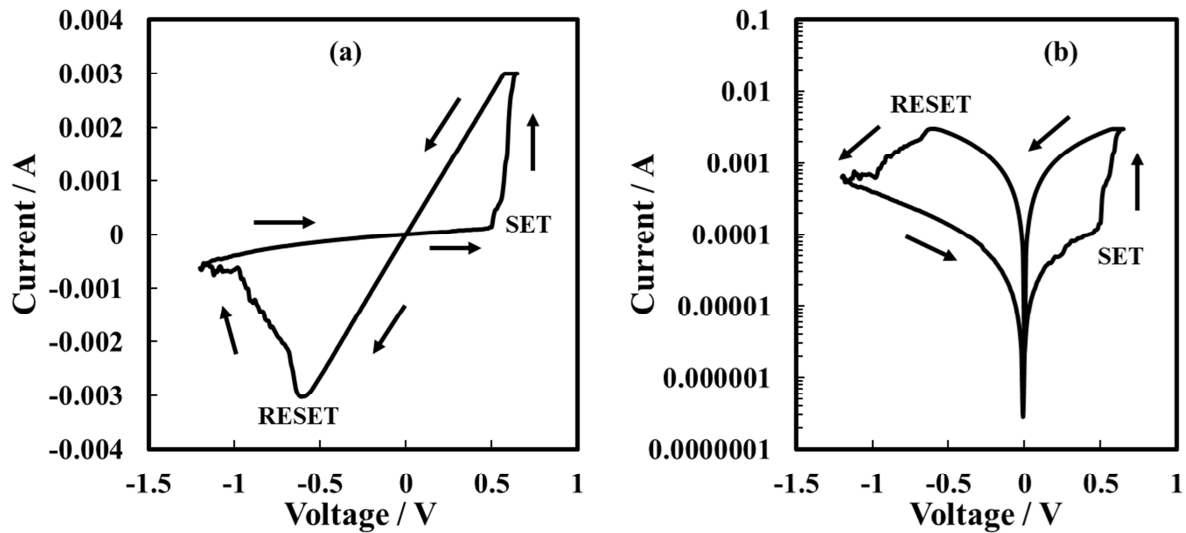 (a)
0.004
0.003
0.002
0.001
0
-0.001
-0.002
-0.003
-0.004
Current / A
SET
RESET
-1.5 -1 -0.5 0 0.5 1
Voltage / V
(b)
0.1
0.01
0.001
0.0001
0.00001
0.000001
0.0000001
Current / A
RESET
SET
-1.5 -1 -0.5 0 0.5 1
Voltage / V